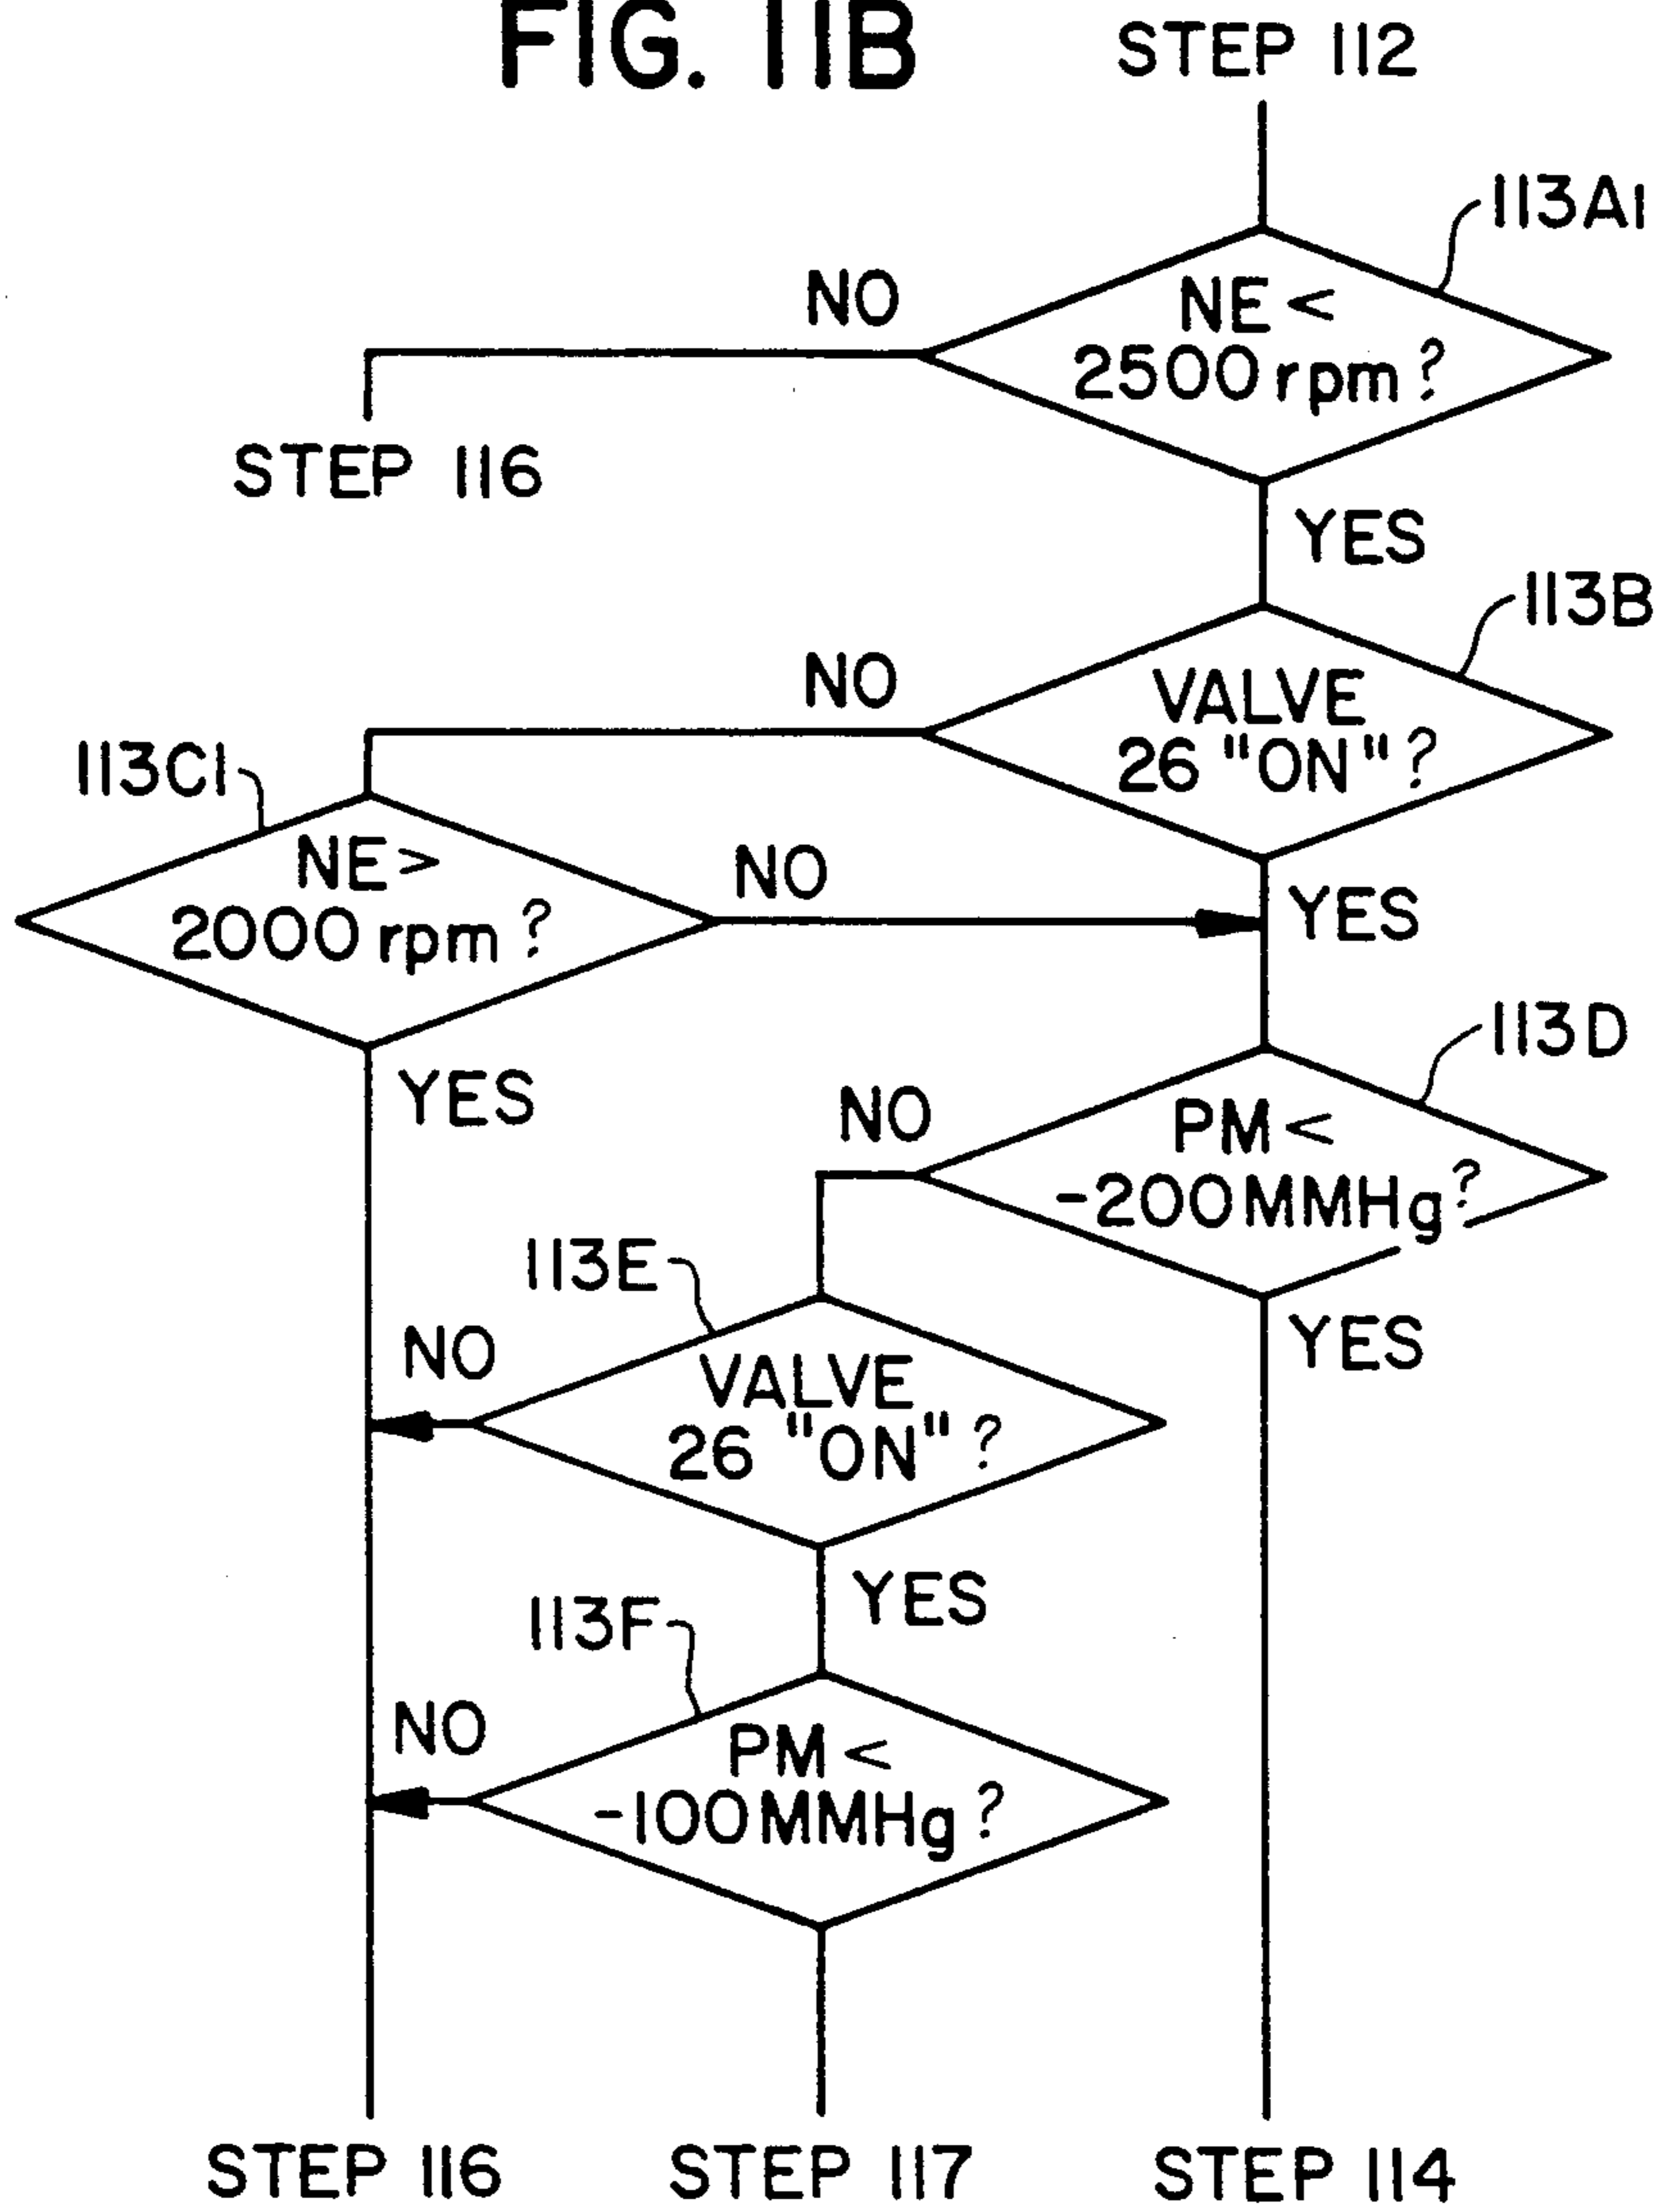 FIG. 11B
STEP 112
113A1
NO
NE <
2500 rpm ?
STEP 116
YES
113B
NO
VALVE
26 "ON" ?
113C1
NE >
2000 rpm ?
NO
YES
113D
YES
NO
PM <
-200MMHg ?
113E
YES
NO
VALVE
26 "ON" ?
YES
113F
NO
PM <
-100MMHg ?
STEP 116
STEP 117
STEP 114